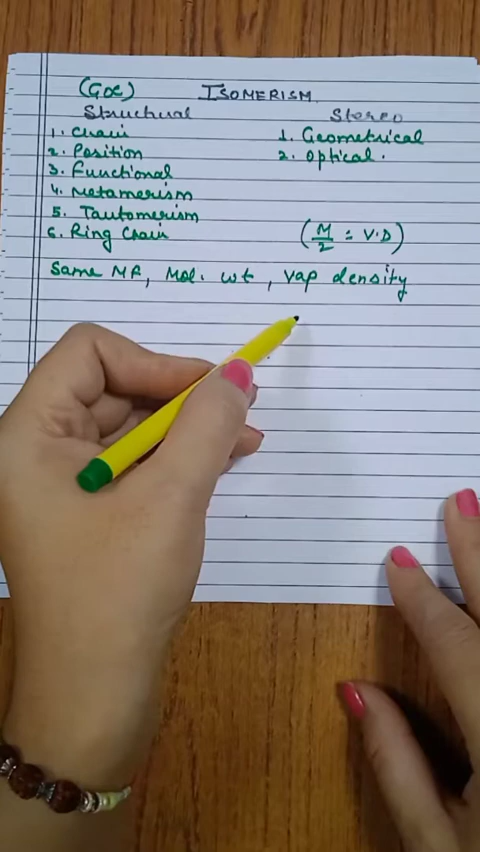 (GOC) ISOMERISM
Structural Stereo
1. Chain 1. Geometrical
2. Position 2. Optical.
3. Functional
4. Metamerism
5. Tautomerism
6. Ring Chain (M/2 = V.D)
Same MF, Mol. wt, vap density